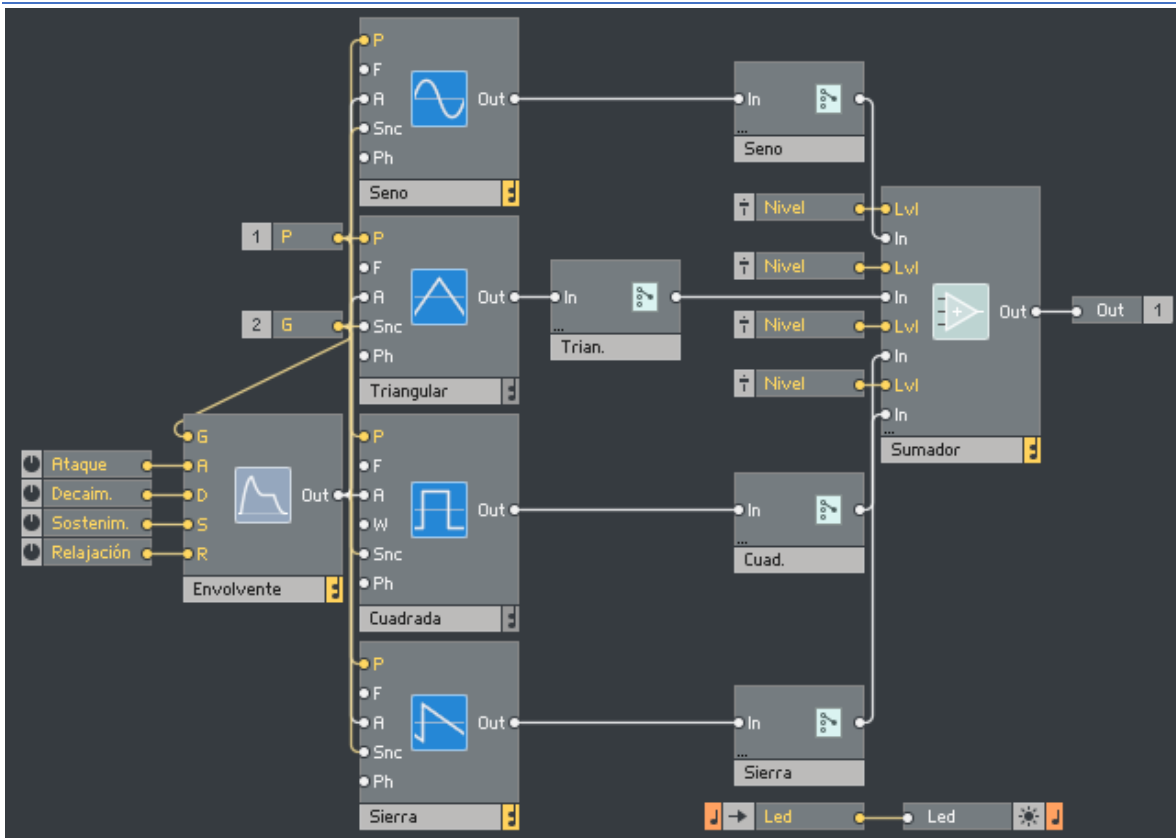 P
F
A
Snc
Ph
Out
Seno
In
...
Seno
1 P
2 G
P
F
A
Snc
Ph
Out
Triangular
In
...
Trian.
Nivel
Nivel
Nivel
Nivel
Lvl
In
Lvl
In
Lvl
In
Lvl
In
...
Out
Sumador
Out 1
Ataque
Decaim.
Sostenim.
Relajación
G
A
D
S
R
Out
Envolvente
P
F
A
W
Snc
Ph
Out
Cuadrada
In
...
Cuad.
P
F
A
Snc
Ph
Out
Sierra
In
...
Sierra
Led
Led